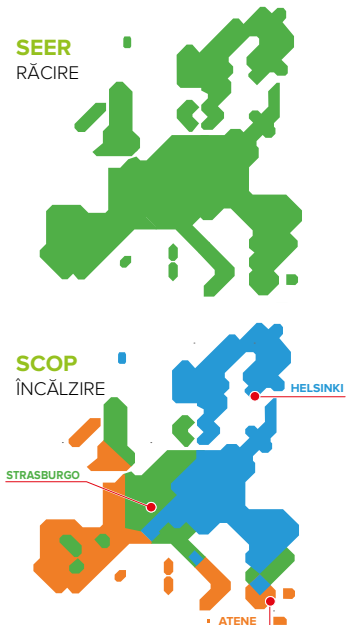 SEER
RĂCIRE
SCOP
ÎNCĂLZIRE
HELSINKI
STRASBURGO
ATENE